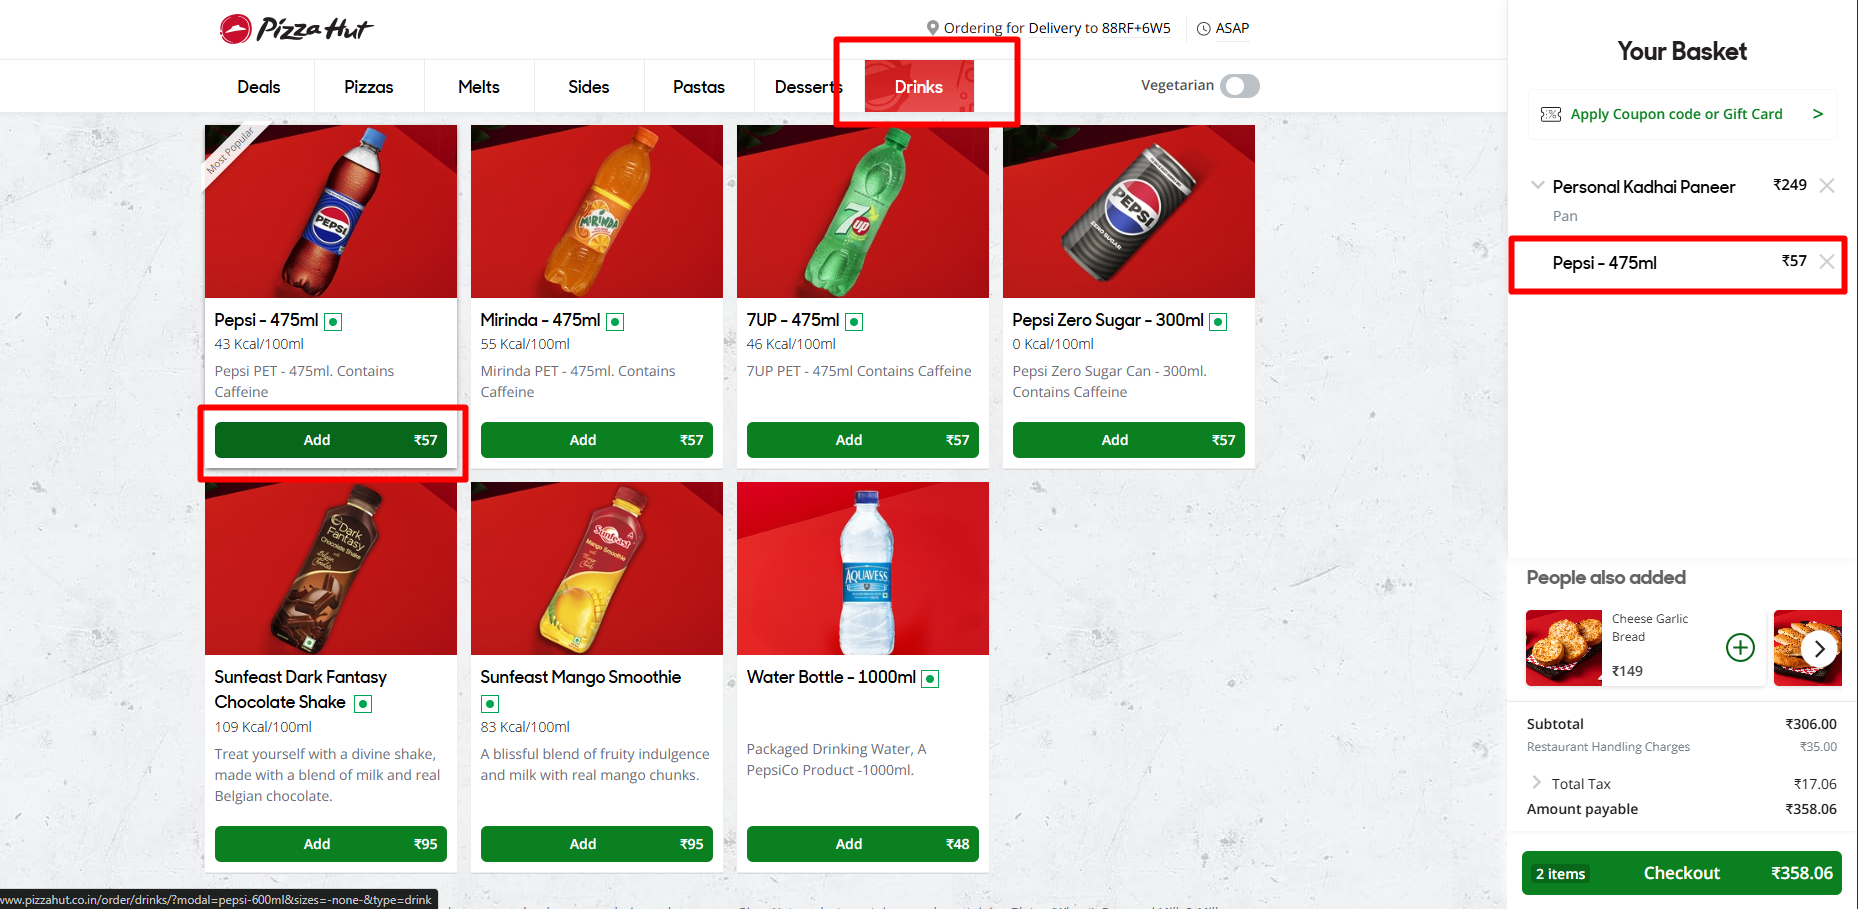 Pizza Hut
Ordering for Delivery to 88RF+6W5
ASAP
Deals
Pizzas
Melts
Sides
Pastas
Desserts
Drinks
Vegetarian
Most Popular
PEPSI
MIRINDA
7up
PEPSI
ZERO SUGAR
Pepsi - 475ml
43 Kcal/100ml
Pepsi PET - 475ml. Contains
Caffeine
Add ₹57
Mirinda - 475ml
55 Kcal/100ml
Mirinda PET - 475ml. Contains
Caffeine
Add ₹57
7UP - 475ml
46 Kcal/100ml
7UP PET - 475ml Contains Caffeine
Add ₹57
Pepsi Zero Sugar - 300ml
0 Kcal/100ml
Pepsi Zero Sugar Can - 300ml.
Contains Caffeine
Add ₹57
Dark
Fantasy
Chocolate Shake
Belgian
Chocolate
Sunfeast
Mango Smoothie
AQUAVESS
Sunfeast Dark Fantasy
Chocolate Shake
109 Kcal/100ml
Treat yourself with a divine shake,
made with a blend of milk and real
Belgian chocolate.
Add ₹95
Sunfeast Mango Smoothie
83 Kcal/100ml
A blissful blend of fruity indulgence
and milk with real mango chunks.
Add ₹95
Water Bottle - 1000ml
Packaged Drinking Water, A
PepsiCo Product -1000ml.
Add ₹48
www.pizzahut.co.in/order/drinks/?modal=pepsi-600ml&sizes=-none-&type=drink
Your Basket
Apply Coupon code or Gift Card >
Personal Kadhai Paneer ₹249
Pan
Pepsi - 475ml ₹57
People also added
Cheese Garlic
Bread
₹149
Subtotal ₹306.00
Restaurant Handling Charges ₹35.00
Total Tax ₹17.06
Amount payable ₹358.06
2 items Checkout ₹358.06